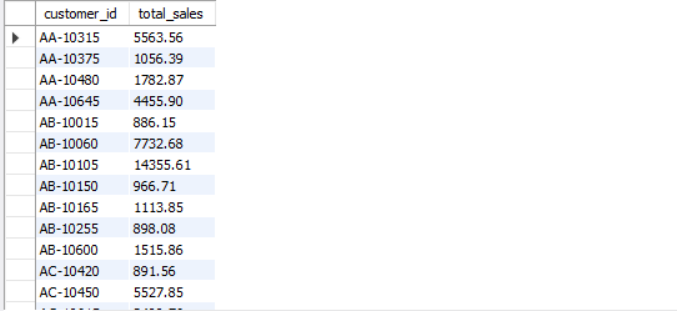 customer_id total_sales
AA-10315 5563.56
AA-10375 1056.39
AA-10480 1782.87
AA-10645 4455.90
AB-10015 886.15
AB-10060 7732.68
AB-10105 14355.61
AB-10150 966.71
AB-10165 1113.85
AB-10255 898.08
AB-10600 1515.86
AC-10420 891.56
AC-10450 5527.85